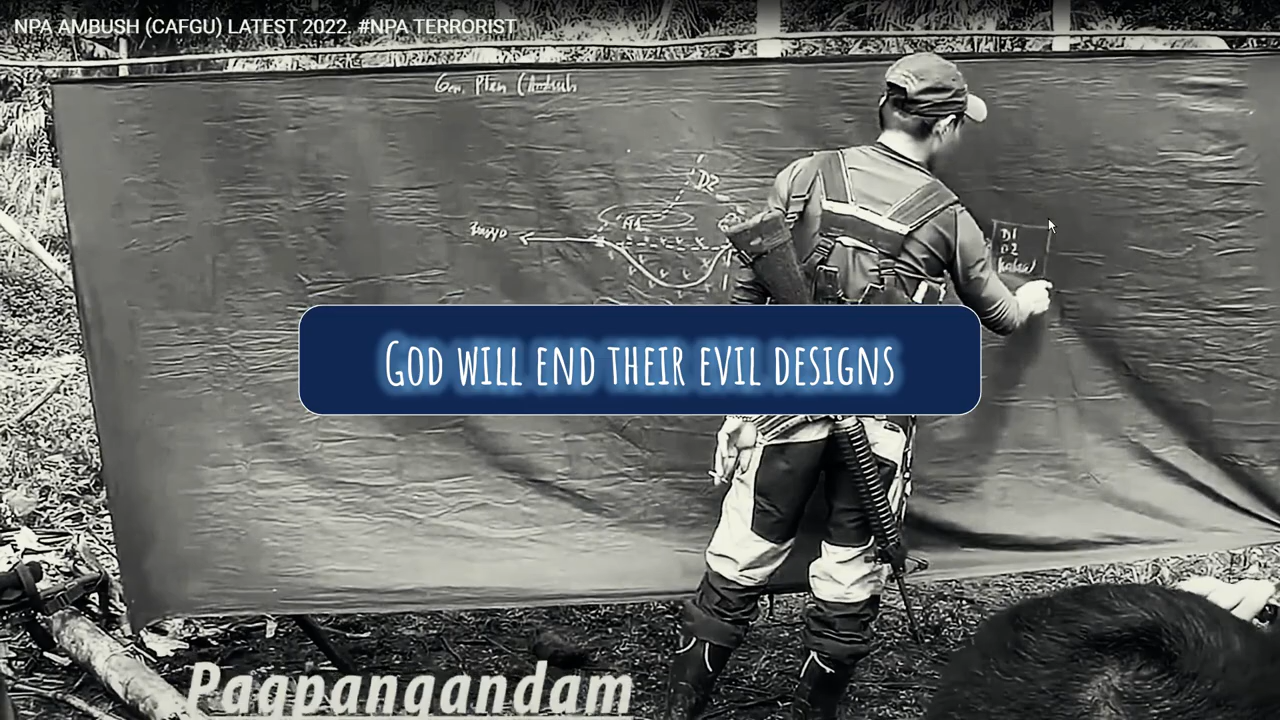 NPA AMBUSH (CAFGU) LATEST 2022. #NPA TERRORIST
Gen. Plan (Ambush
D2
D1
D2
GOD WILL END THEIR EVIL DESIGNS
Pagpangandam